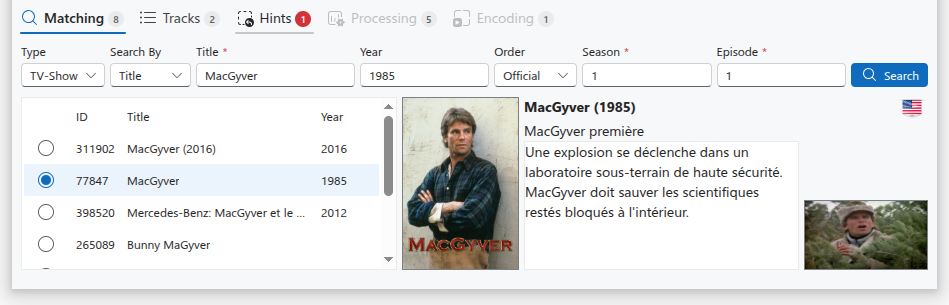 Matching 8 Tracks 2 Hints 1 Processing 5 Encoding 1
Type Search By Title * Year Order Season * Episode *
TV-Show Title MacGyver 1985 Official 1 1 Search
ID Title Year
311902 MacGyver (2016) 2016
77847 MacGyver 1985
398520 Mercedes-Benz: MacGyver et le ... 2012
265089 Bunny MaGyver
MACGYVER
MacGyver (1985)
MacGyver première
Une explosion se déclenche dans un
laboratoire sous-terrain de haute sécurité.
MacGyver doit sauver les scientifiques
restés bloqués à l'intérieur.